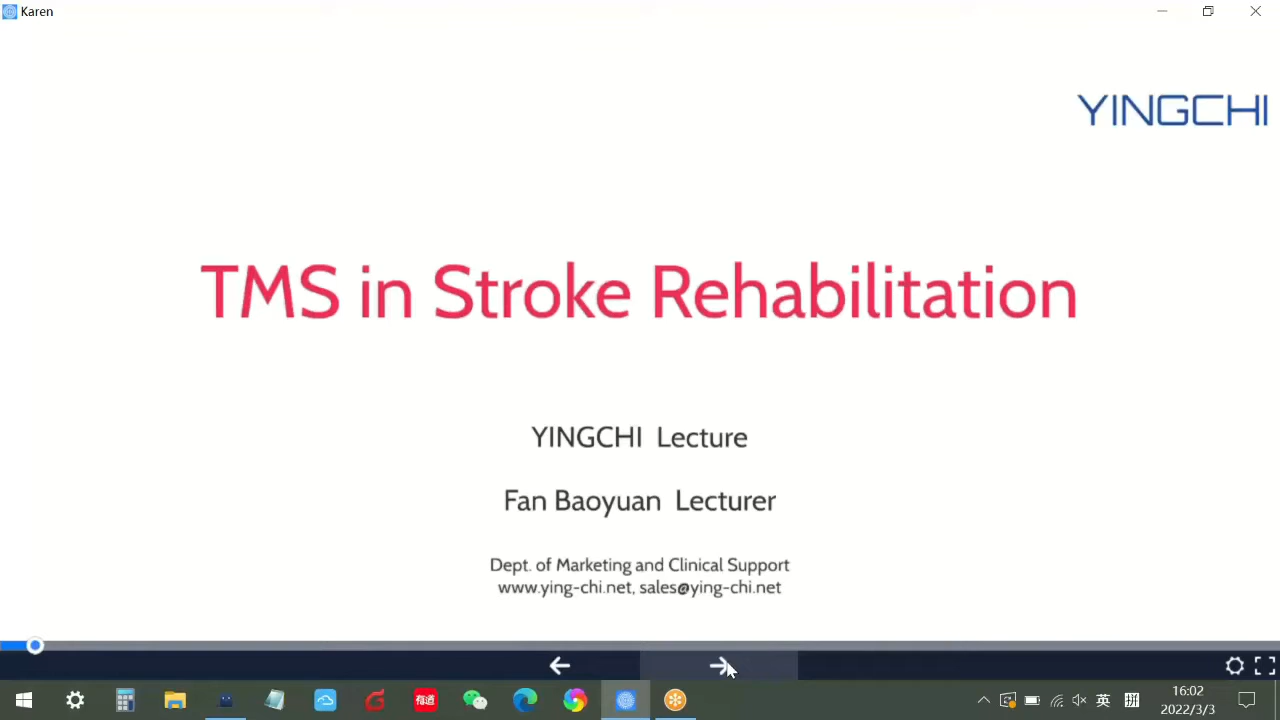 Karen
YINGCHI
TMS in Stroke Rehabilitation
YINGCHI Lecture
Fan Baoyuan Lecturer
Dept. of Marketing and Clinical Support
www.ying-chi.net, sales@ying-chi.net
有道
英
拼
16:02
2022/3/3